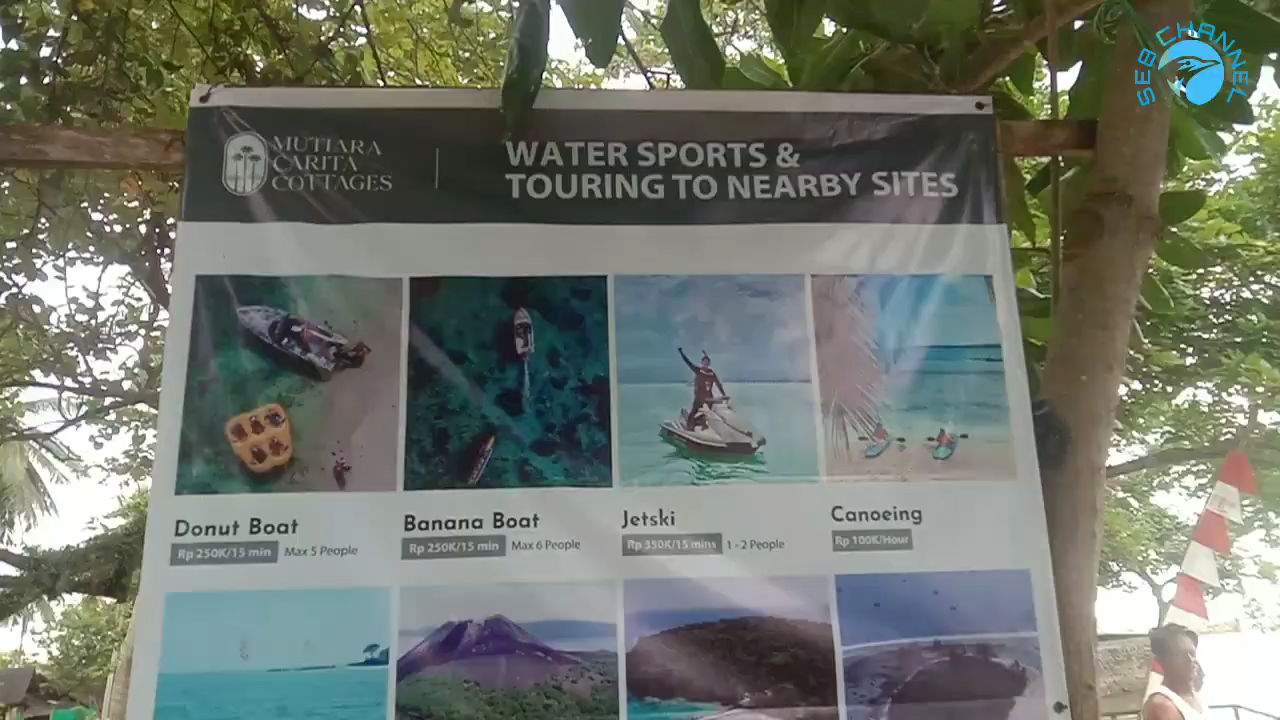 SEB CHANNEL
MUTIARA
CARITA
COTTAGES
WATER SPORTS &
TOURING TO NEARBY SITES
Donut Boat
Rp 250K/15 min Max 5 People
Banana Boat
Rp 250K/15 min Max 6 People
Jetski
Rp 350K/15 mins 1 - 2 People
Canoeing
Rp 100K/Hour